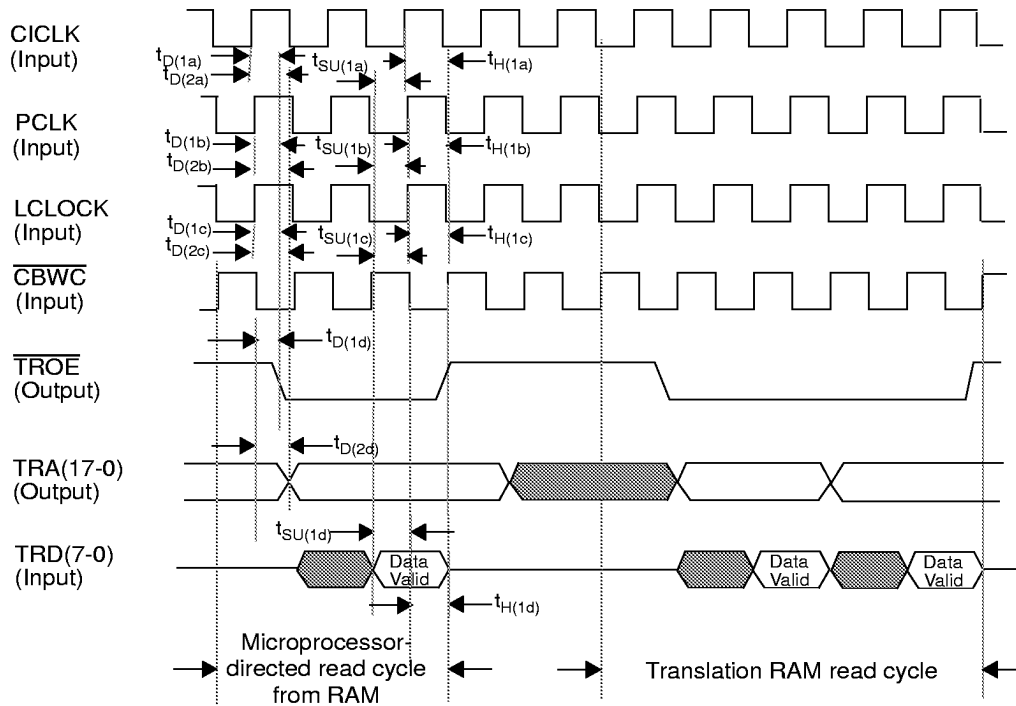 CICLK
(Input)
tD(1a)
tD(2a)
tSU(1a)
tH(1a)
PCLK
(Input)
tD(1b)
tD(2b)
tSU(1b)
tH(1b)
LCLOCK
(Input)
tD(1c)
tD(2c)
tSU(1c)
tH(1c)
CBWC
(Input)
tD(1d)
TROE
(Output)
tD(2d)
TRA(17-0)
(Output)
tSU(1d)
TRD(7-0)
(Input)
Data
Valid
Data
Valid
Data
Valid
tH(1d)
Microprocessor-
directed read cycle
from RAM
Translation RAM read cycle